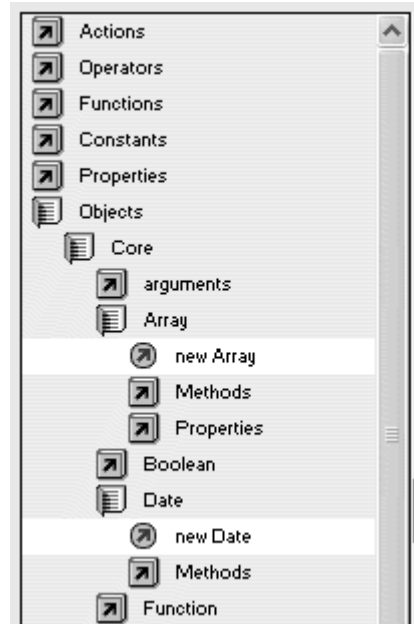 Actions
Operators
Functions
Constants
Properties
Objects
Core
arguments
Array
new Array
Methods
Properties
Boolean
Date
new Date
Methods
Function